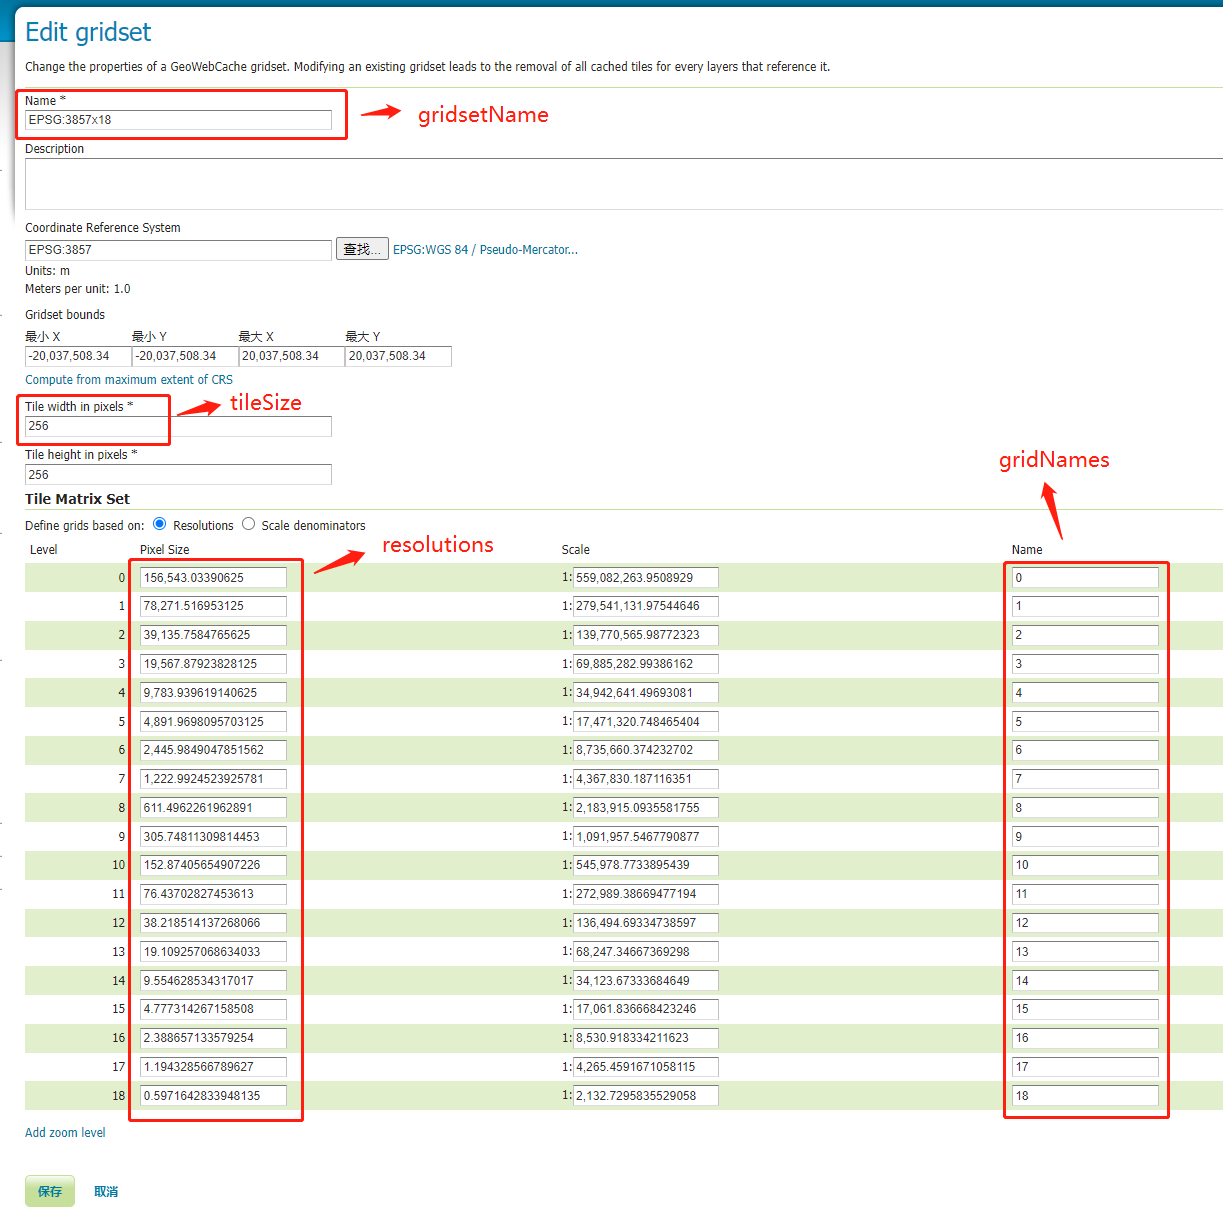 Edit gridset
Change the properties of a GeoWebCache gridset. Modifying an existing gridset leads to the removal of all cached tiles for every layers that reference it.
Name *
EPSG:3857x18
gridsetName
Description
Coordinate Reference System
EPSG:3857 查找... EPSG:WGS 84 / Pseudo-Mercator...
Units: m
Meters per unit: 1.0
Gridset bounds
最小 X 最小 Y 最大 X 最大 Y
-20,037,508.34 -20,037,508.34 20,037,508.34 20,037,508.34
Compute from maximum extent of CRS
Tile width in pixels *
tileSize
256
Tile height in pixels *
256
gridNames
Tile Matrix Set
Define grids based on: Resolutions Scale denominators
resolutions
Level Pixel Size Scale Name
0 156,543.03390625 1: 559,082,263.9508929 0
1 78,271.516953125 1: 279,541,131.97544646 1
2 39,135.7584765625 1: 139,770,565.98772323 2
3 19,567.87923828125 1: 69,885,282.99386162 3
4 9,783.939619140625 1: 34,942,641.49693081 4
5 4,891.9698095703125 1: 17,471,320.748465404 5
6 2,445.9849047851562 1: 8,735,660.374232702 6
7 1,222.9924523925781 1: 4,367,830.187116351 7
8 611.4962261962891 1: 2,183,915.0935581755 8
9 305.74811309814453 1: 1,091,957.5467790877 9
10 152.87405654907226 1: 545,978.7733895439 10
11 76.43702827453613 1: 272,989.38669477194 11
12 38.218514137268066 1: 136,494.69334738597 12
13 19.109257068634033 1: 68,247.34667369298 13
14 9.554628534317017 1: 34,123.67333684649 14
15 4.777314267158508 1: 17,061.836668423246 15
16 2.388657133579254 1: 8,530.918334211623 16
17 1.194328566789627 1: 4,265.4591671058115 17
18 0.5971642833948135 1: 2,132.7295835529058 18
Add zoom level
保存 取消